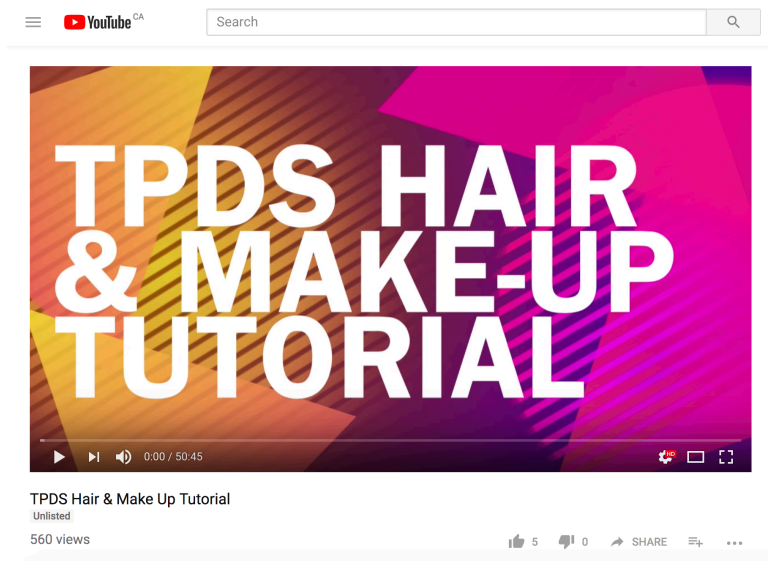 YouTube CA
Search
TPDS HAIR
& MAKE-UP
TUTORIAL
0:00 / 50:45
HD
TPDS Hair & Make Up Tutorial
Unlisted
560 views
5
0
SHARE